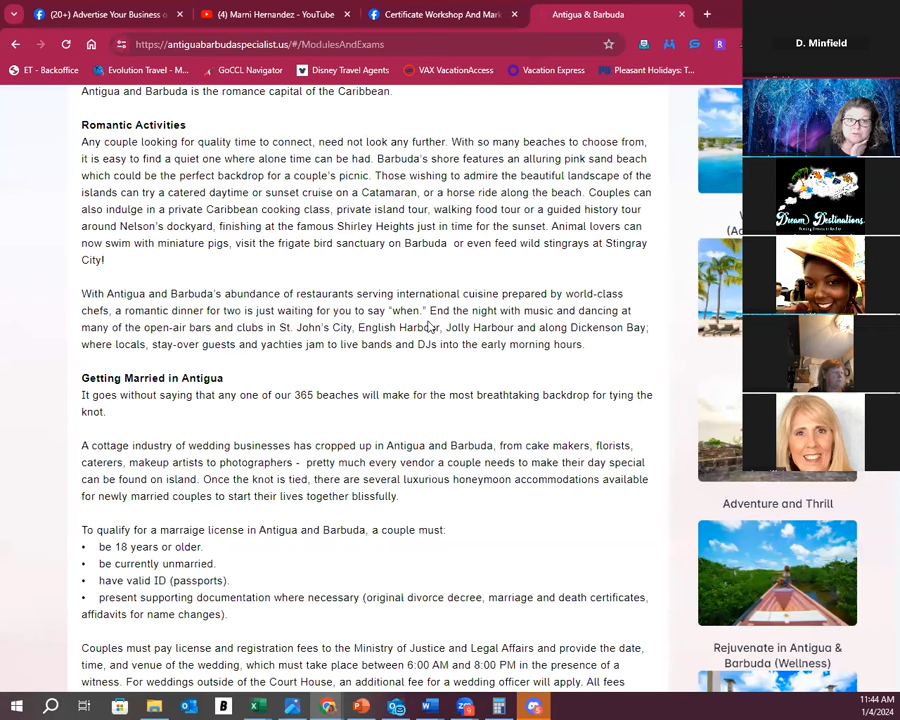 (20+) Advertise Your Business o
(4) Marni Hernandez - YouTube
Certificate Workshop And Mark
Antigua & Barbuda
https://antiguabarbudaspecialist.us/#/ModulesAndExams
ET - Backoffice
Evolution Travel - M...
GoCCL Navigator
Disney Travel Agents
VAX VacationAccess
Vacation Express
Pleasant Holidays: T...
D. Minfield
Antigua and Barbuda is the romance capital of the Caribbean.
Romantic Activities
Any couple looking for quality time to connect, need not look any further. With so many beaches to choose from,
it is easy to find a quiet one where alone time can be had. Barbuda's shore features an alluring pink sand beach
which could be the perfect backdrop for a couple's picnic. Those wishing to admire the beautiful landscape of the
islands can try a catered daytime or sunset cruise on a Catamaran, or a horse ride along the beach. Couples can
also indulge in a private Caribbean cooking class, private island tour, walking food tour or a guided history tour
around Nelson's dockyard, finishing at the famous Shirley Heights just in time for the sunset. Animal lovers can
now swim with miniature pigs, visit the frigate bird sanctuary on Barbuda or even feed wild stingrays at Stingray
City!
With Antigua and Barbuda's abundance of restaurants serving international cuisine prepared by world-class
chefs, a romantic dinner for two is just waiting for you to say "when." End the night with music and dancing at
many of the open-air bars and clubs in St. John's City, English Harbour, Jolly Harbour and along Dickenson Bay;
where locals, stay-over guests and yachties jam to live bands and DJs into the early morning hours.
Getting Married in Antigua
It goes without saying that any one of our 365 beaches will make for the most breathtaking backdrop for tying the
knot.
A cottage industry of wedding businesses has cropped up in Antigua and Barbuda, from cake makers, florists,
caterers, makeup artists to photographers - pretty much every vendor a couple needs to make their day special
can be found on island. Once the knot is tied, there are several luxurious honeymoon accommodations available
for newly married couples to start their lives together blissfully.
To qualify for a marraige license in Antigua and Barbuda, a couple must:
• be 18 years or older.
• be currently unmarried.
• have valid ID (passports).
• present supporting documentation where necessary (original divorce decree, marriage and death certificates,
affidavits for name changes).
Couples must pay license and registration fees to the Ministry of Justice and Legal Affairs and provide the date,
time, and venue of the wedding, which must take place between 6:00 AM and 8:00 PM in the presence of a
witness. For weddings outside of the Court House, an additional fee for a wedding officer will apply. All fees
(Ad
Dream Destinations
Adventure and Thrill
Rejuvenate in Antigua &
Barbuda (Wellness)
11:44 AM
1/4/2024